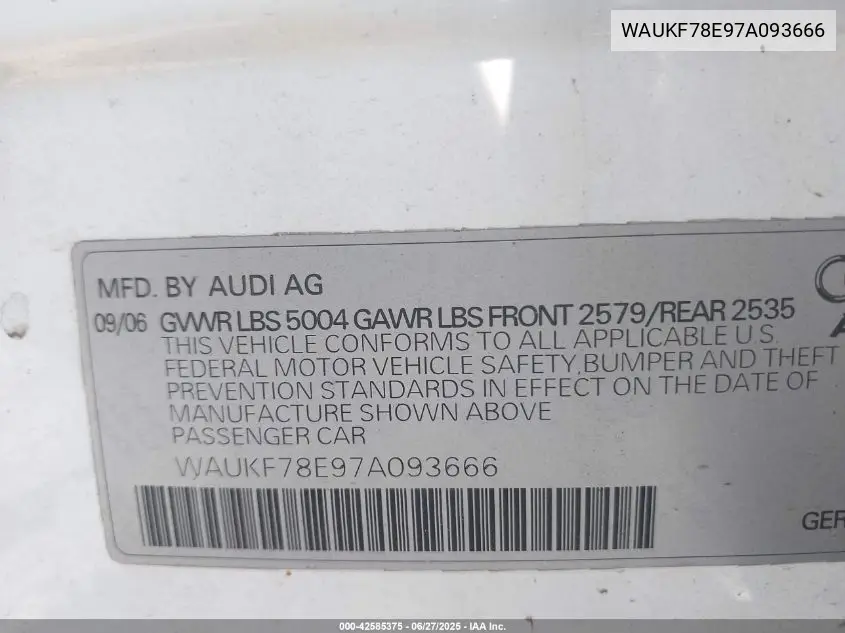 WAUKF78E97A093666
MFD. BY AUDI AG
09/06 GVWR LBS 5004 GAWR LBS FRONT 2579/REAR 2535
THIS VEHICLE CONFORMS TO ALL APPLICABLE U S.
FEDERAL MOTOR VEHICLE SAFETY, BUMPER AND THEFT
PREVENTION STANDARDS IN EFFECT ON THE DATE OF
MANUFACTURE SHOWN ABOVE
PASSENGER CAR
WAUKF78E97A093666
GER
000-42585375 - 06/27/2025 - IAA Inc.